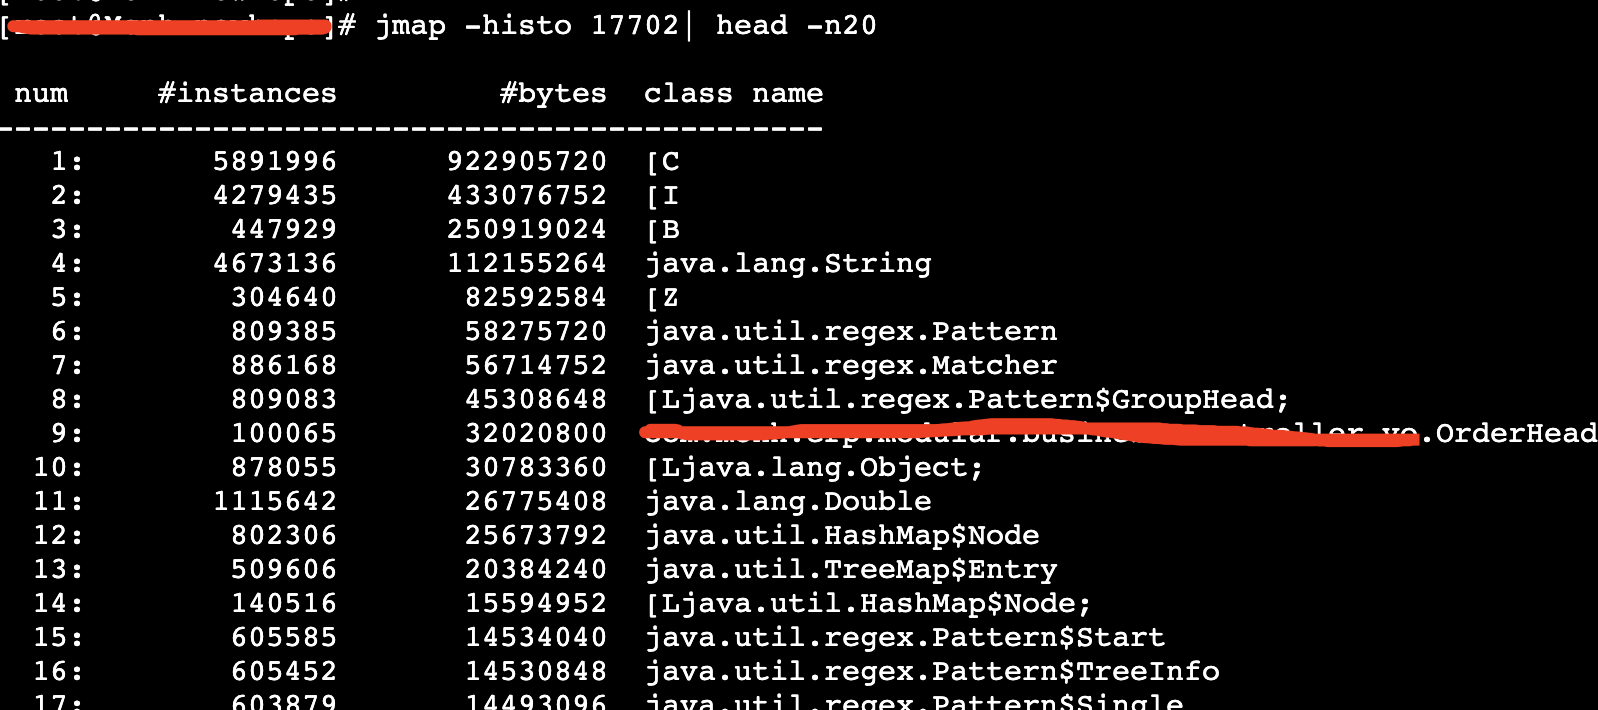 ]# jmap -histo 17702| head -n20
num #instances #bytes class name
----------------------------------------------
1: 5891996 922905720 [C
2: 4279435 433076752 [I
3: 447929 250919024 [B
4: 4673136 112155264 java.lang.String
5: 304640 82592584 [Z
6: 809385 58275720 java.util.regex.Pattern
7: 886168 56714752 java.util.regex.Matcher
8: 809083 45308648 [Ljava.util.regex.Pattern$GroupHead;
9: 100065 32020800 .OrderHead
10: 878055 30783360 [Ljava.lang.Object;
11: 1115642 26775408 java.lang.Double
12: 802306 25673792 java.util.HashMap$Node
13: 509606 20384240 java.util.TreeMap$Entry
14: 140516 15594952 [Ljava.util.HashMap$Node;
15: 605585 14534040 java.util.regex.Pattern$Start
16: 605452 14530848 java.util.regex.Pattern$TreeInfo
17: 603879 14493096 java.util.regex.Pattern$Single